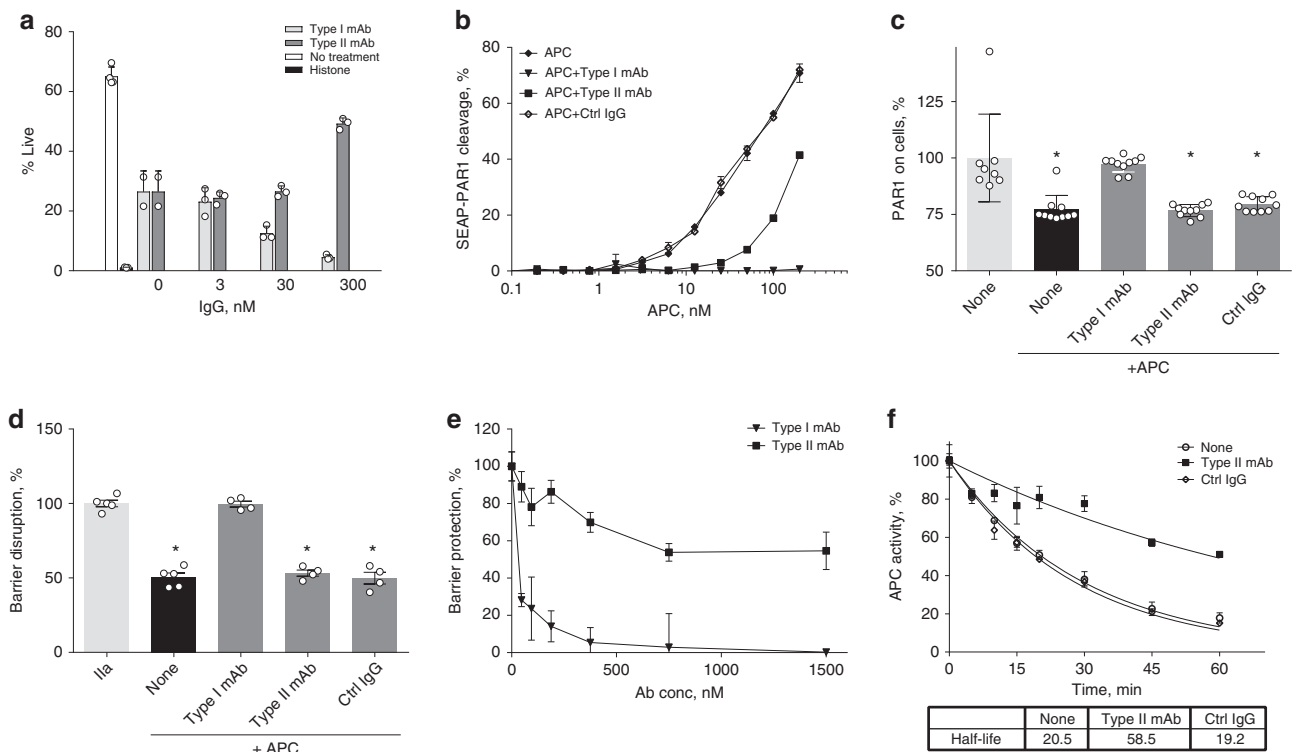 a
% Live
80
60
40
20
0
0
3
30
300
IgG, nM
Type I mAb
Type II mAb
No treatment
Histone
b
SEAP-PAR1 cleavage, %
80
60
40
20
0
0.1
1
10
100
APC, nM
APC
APC+Type I mAb
APC+Type II mAb
APC+Ctrl IgG
c
PAR1 on cells, %
125
100
75
50
*
*
*
None
None
Type I mAb
Type II mAb
Ctrl IgG
+APC
d
Barrier disruption, %
150
100
50
0
*
*
*
IIa
None
Type I mAb
Type II mAb
Ctrl IgG
+ APC
e
Barrier protection, %
120
100
80
60
40
20
0
0
500
1000
1500
Ab conc, nM
Type I mAb
Type II mAb
f
APC activity, %
100
80
60
40
20
0
0
15
30
45
60
Time, min
None
Type II mAb
Ctrl IgG
None Type II mAb Ctrl IgG
Half-life 20.5 58.5 19.2